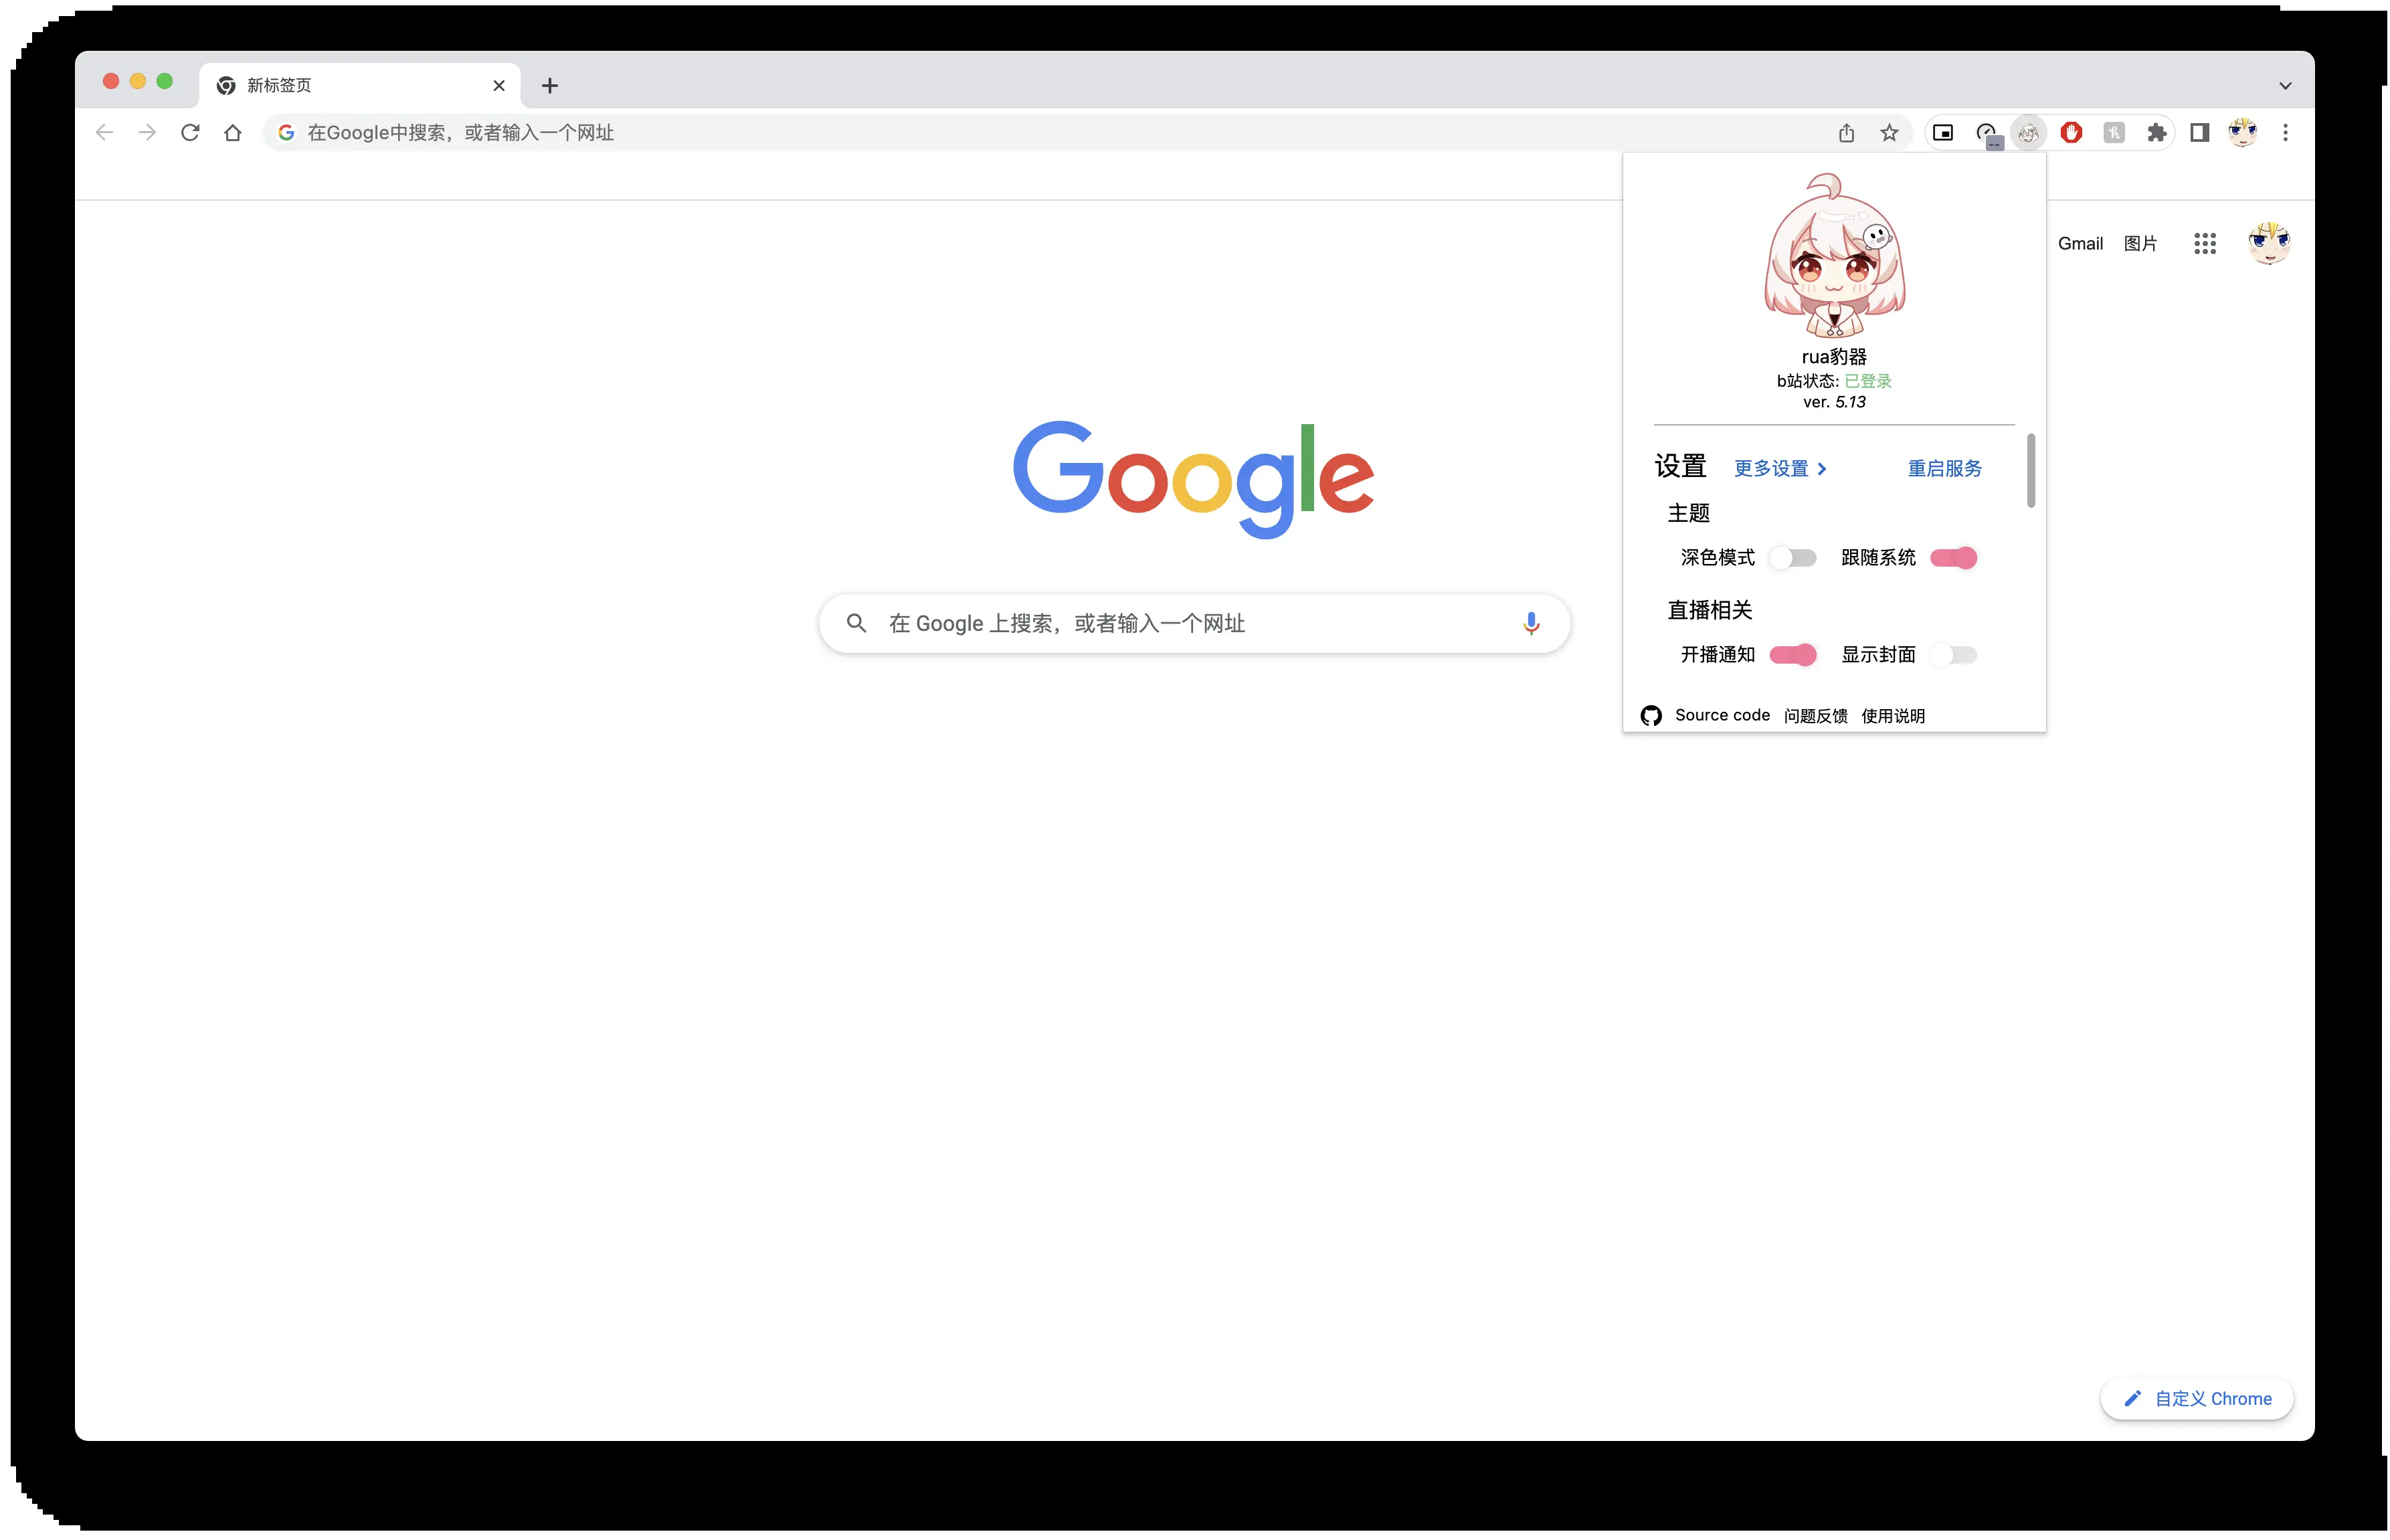 新标签页
在Google中搜索，或者输入一个网址
--
Gmail 图片
rua豹器
b站状态: 已登录
ver. 5.13
设置 更多设置 重启服务
主题
深色模式 跟随系统
直播相关
开播通知 显示封面
Source code 问题反馈 使用说明
Google
在 Google 上搜索，或者输入一个网址
自定义 Chrome